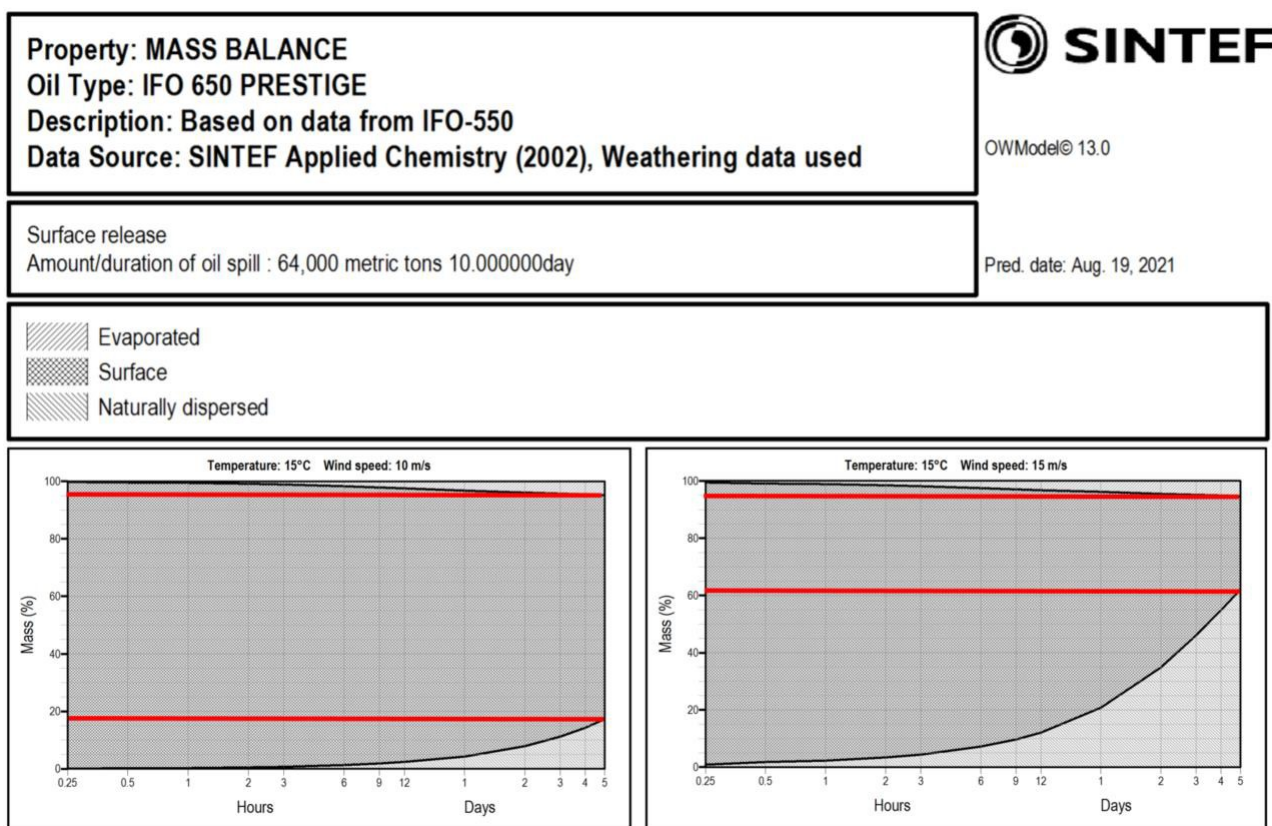 Property: MASS BALANCE
Oil Type: IFO 650 PRESTIGE
Description: Based on data from IFO-550
Data Source: SINTEF Applied Chemistry (2002), Weathering data used
SINTEF
OWModel© 13.0
Surface release
Amount/duration of oil spill : 64,000 metric tons 10.000000day
Pred. date: Aug. 19, 2021
Evaporated
Surface
Naturally dispersed
Temperature: 15°C Wind speed: 10 m/s
100
80
60
40
20
0
Mass (%)
0.25 0.5 1 2 3 6 9 12 1 2 3 4 5
Hours Days
Temperature: 15°C Wind speed: 15 m/s
100
80
60
40
20
0
Mass (%)
0.25 0.5 1 2 3 6 9 12 1 2 3 4 5
Hours Days